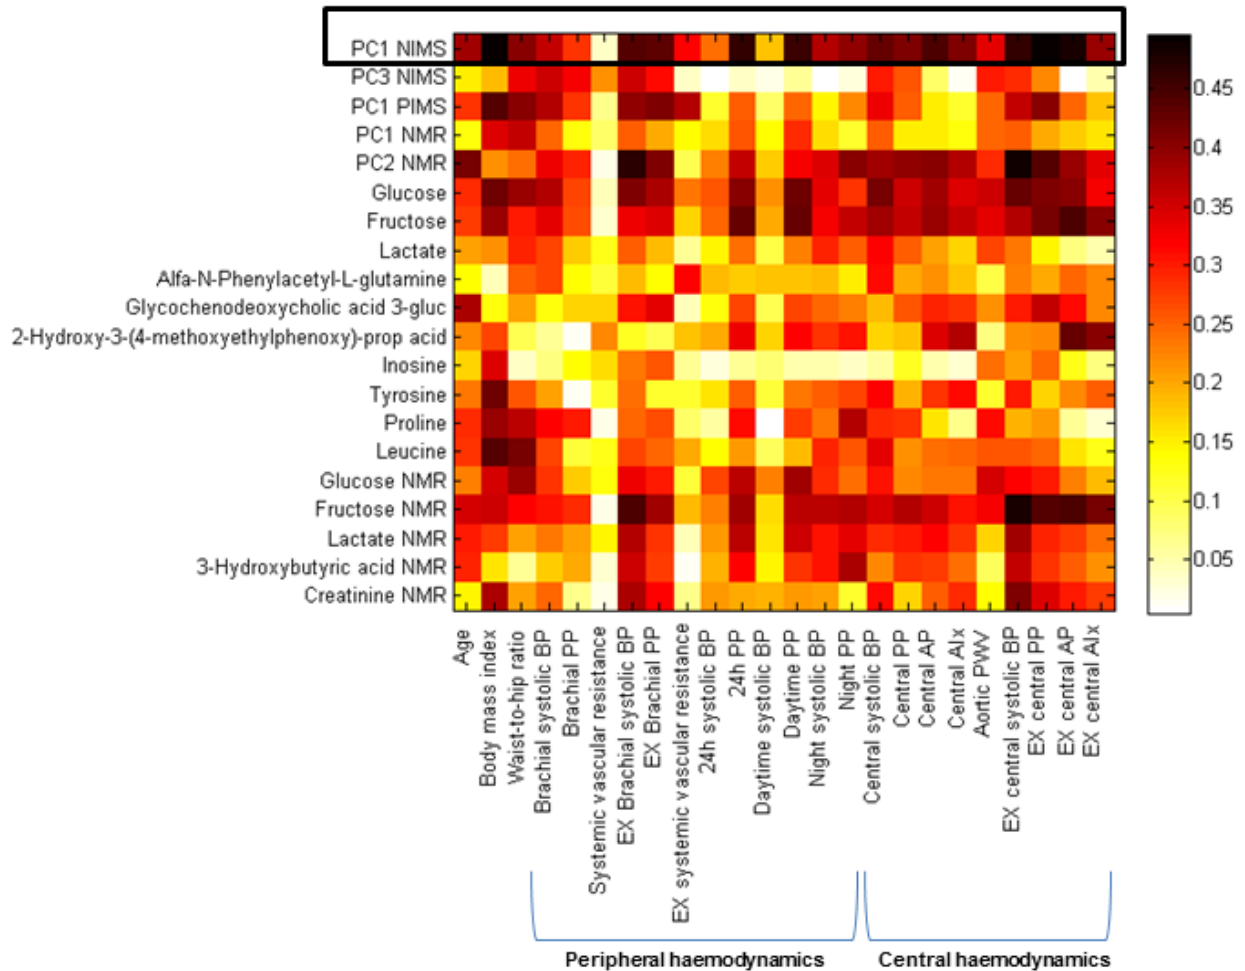 PC1 NIMS
PC3 NIMS
PC1 PIMS
PC1 NMR
PC2 NMR
Glucose
Fructose
Lactate
Alfa-N-Phenylacetyl-L-glutamine
Glycochenodeoxycholic acid 3-gluc
2-Hydroxy-3-(4-methoxyethylphenoxy)-prop acid
Inosine
Tyrosine
Proline
Leucine
Glucose NMR
Fructose NMR
Lactate NMR
3-Hydroxybutyric acid NMR
Creatinine NMR
0.45
0.4
0.35
0.3
0.25
0.2
0.15
0.1
0.05
Age
Body mass index
Waist-to-hip ratio
Brachial systolic BP
Brachial PP
Systemic vascular resistance
EX Brachial systolic BP
EX Brachial PP
EX systemic vascular resistance
24h systolic BP
24h PP
Daytime systolic BP
Daytime PP
Night systolic BP
Night PP
Central systolic BP
Central PP
Central AP
Central AIx
Aortic PWV
EX central systolic BP
EX central PP
EX central AP
EX central AIx
Peripheral haemodynamics
Central haemodynamics